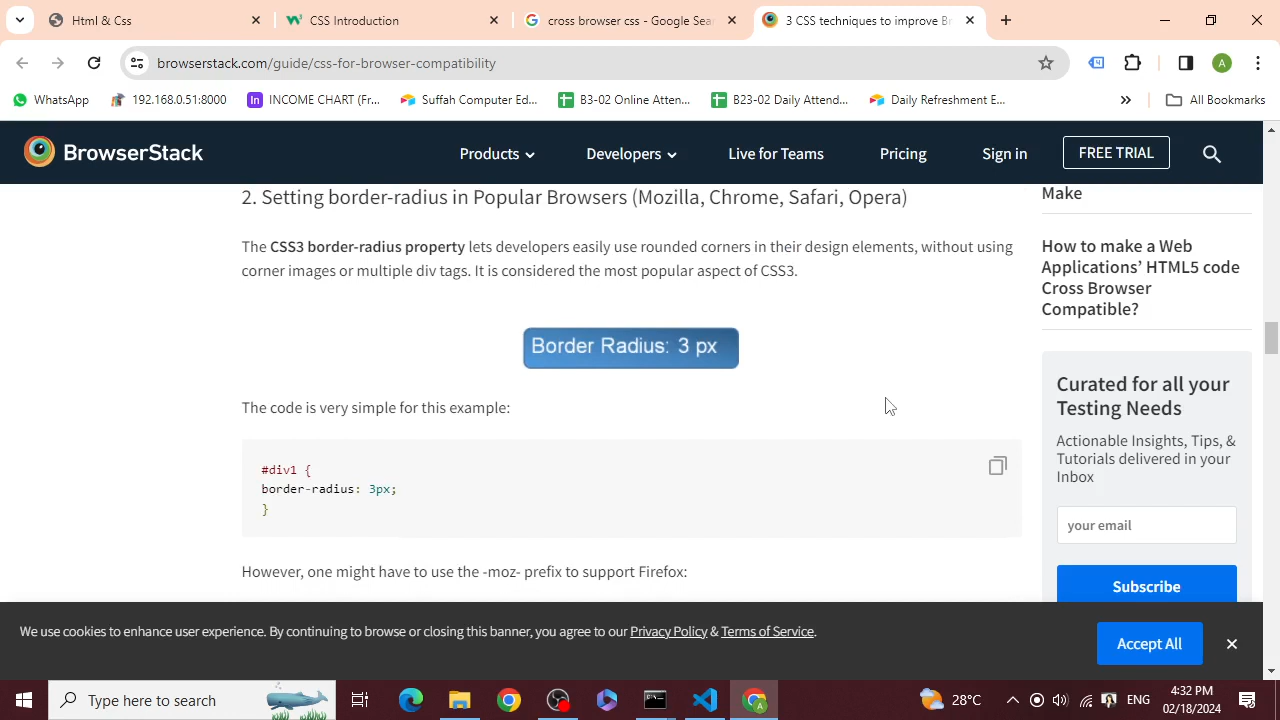 Html & Css
CSS Introduction
cross browser css - Google Sea
3 CSS techniques to improve Br
browserstack.com/guide/css-for-browser-compatibility
A
WhatsApp
192.168.0.51:8000
In INCOME CHART (Fr...
Suffah Computer Ed...
B3-02 Online Atten...
B23-02 Daily Attend...
Daily Refreshment E...
All Bookmarks
BrowserStack
Products
Developers
Live for Teams
Pricing
Sign in
FREE TRIAL
2. Setting border-radius in Popular Browsers (Mozilla, Chrome, Safari, Opera)
The CSS3 border-radius property lets developers easily use rounded corners in their design elements, without using
corner images or multiple div tags. It is considered the most popular aspect of CSS3.
Border Radius: 3 px
The code is very simple for this example:
#div1 {
border-radius: 3px;
}
However, one might have to use the -moz- prefix to support Firefox:
Make
How to make a Web
Applications’ HTML5 code
Cross Browser
Compatible?
Curated for all your
Testing Needs
Actionable Insights, Tips, &
Tutorials delivered in your
Inbox
your email
Subscribe
We use cookies to enhance user experience. By continuing to browse or closing this banner, you agree to our Privacy Policy & Terms of Service.
Accept All
Type here to search
28°C
ENG
4:32 PM
02/18/2024